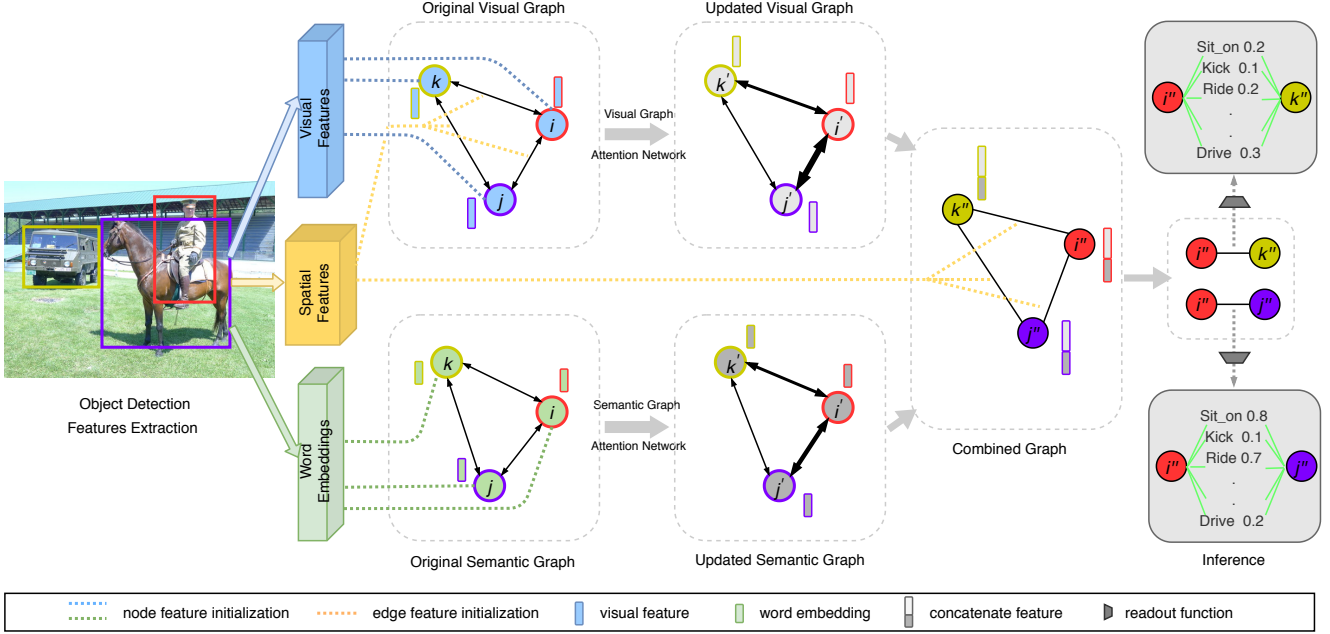 Original Visual Graph
Updated Visual Graph
Visual
Features
k
i
j
Visual Graph
Attention Network
k'
i'
j'
Sit_on 0.2
Kick 0.1
Ride 0.2
.
.
Drive 0.3
i"
k"
Spatial
Features
k"
i"
j"
i" k"
i" j"
Object Detection
Features Extraction
Word
Embeddings
k
i
j
Semantic Graph
Attention Network
k'
i'
j'
Combined Graph
Sit_on 0.8
Kick 0.1
Ride 0.7
.
.
Drive 0.2
i"
j"
Original Semantic Graph
Updated Semantic Graph
Inference
node feature initialization
edge feature initialization
visual feature
word embedding
concatenate feature
readout function